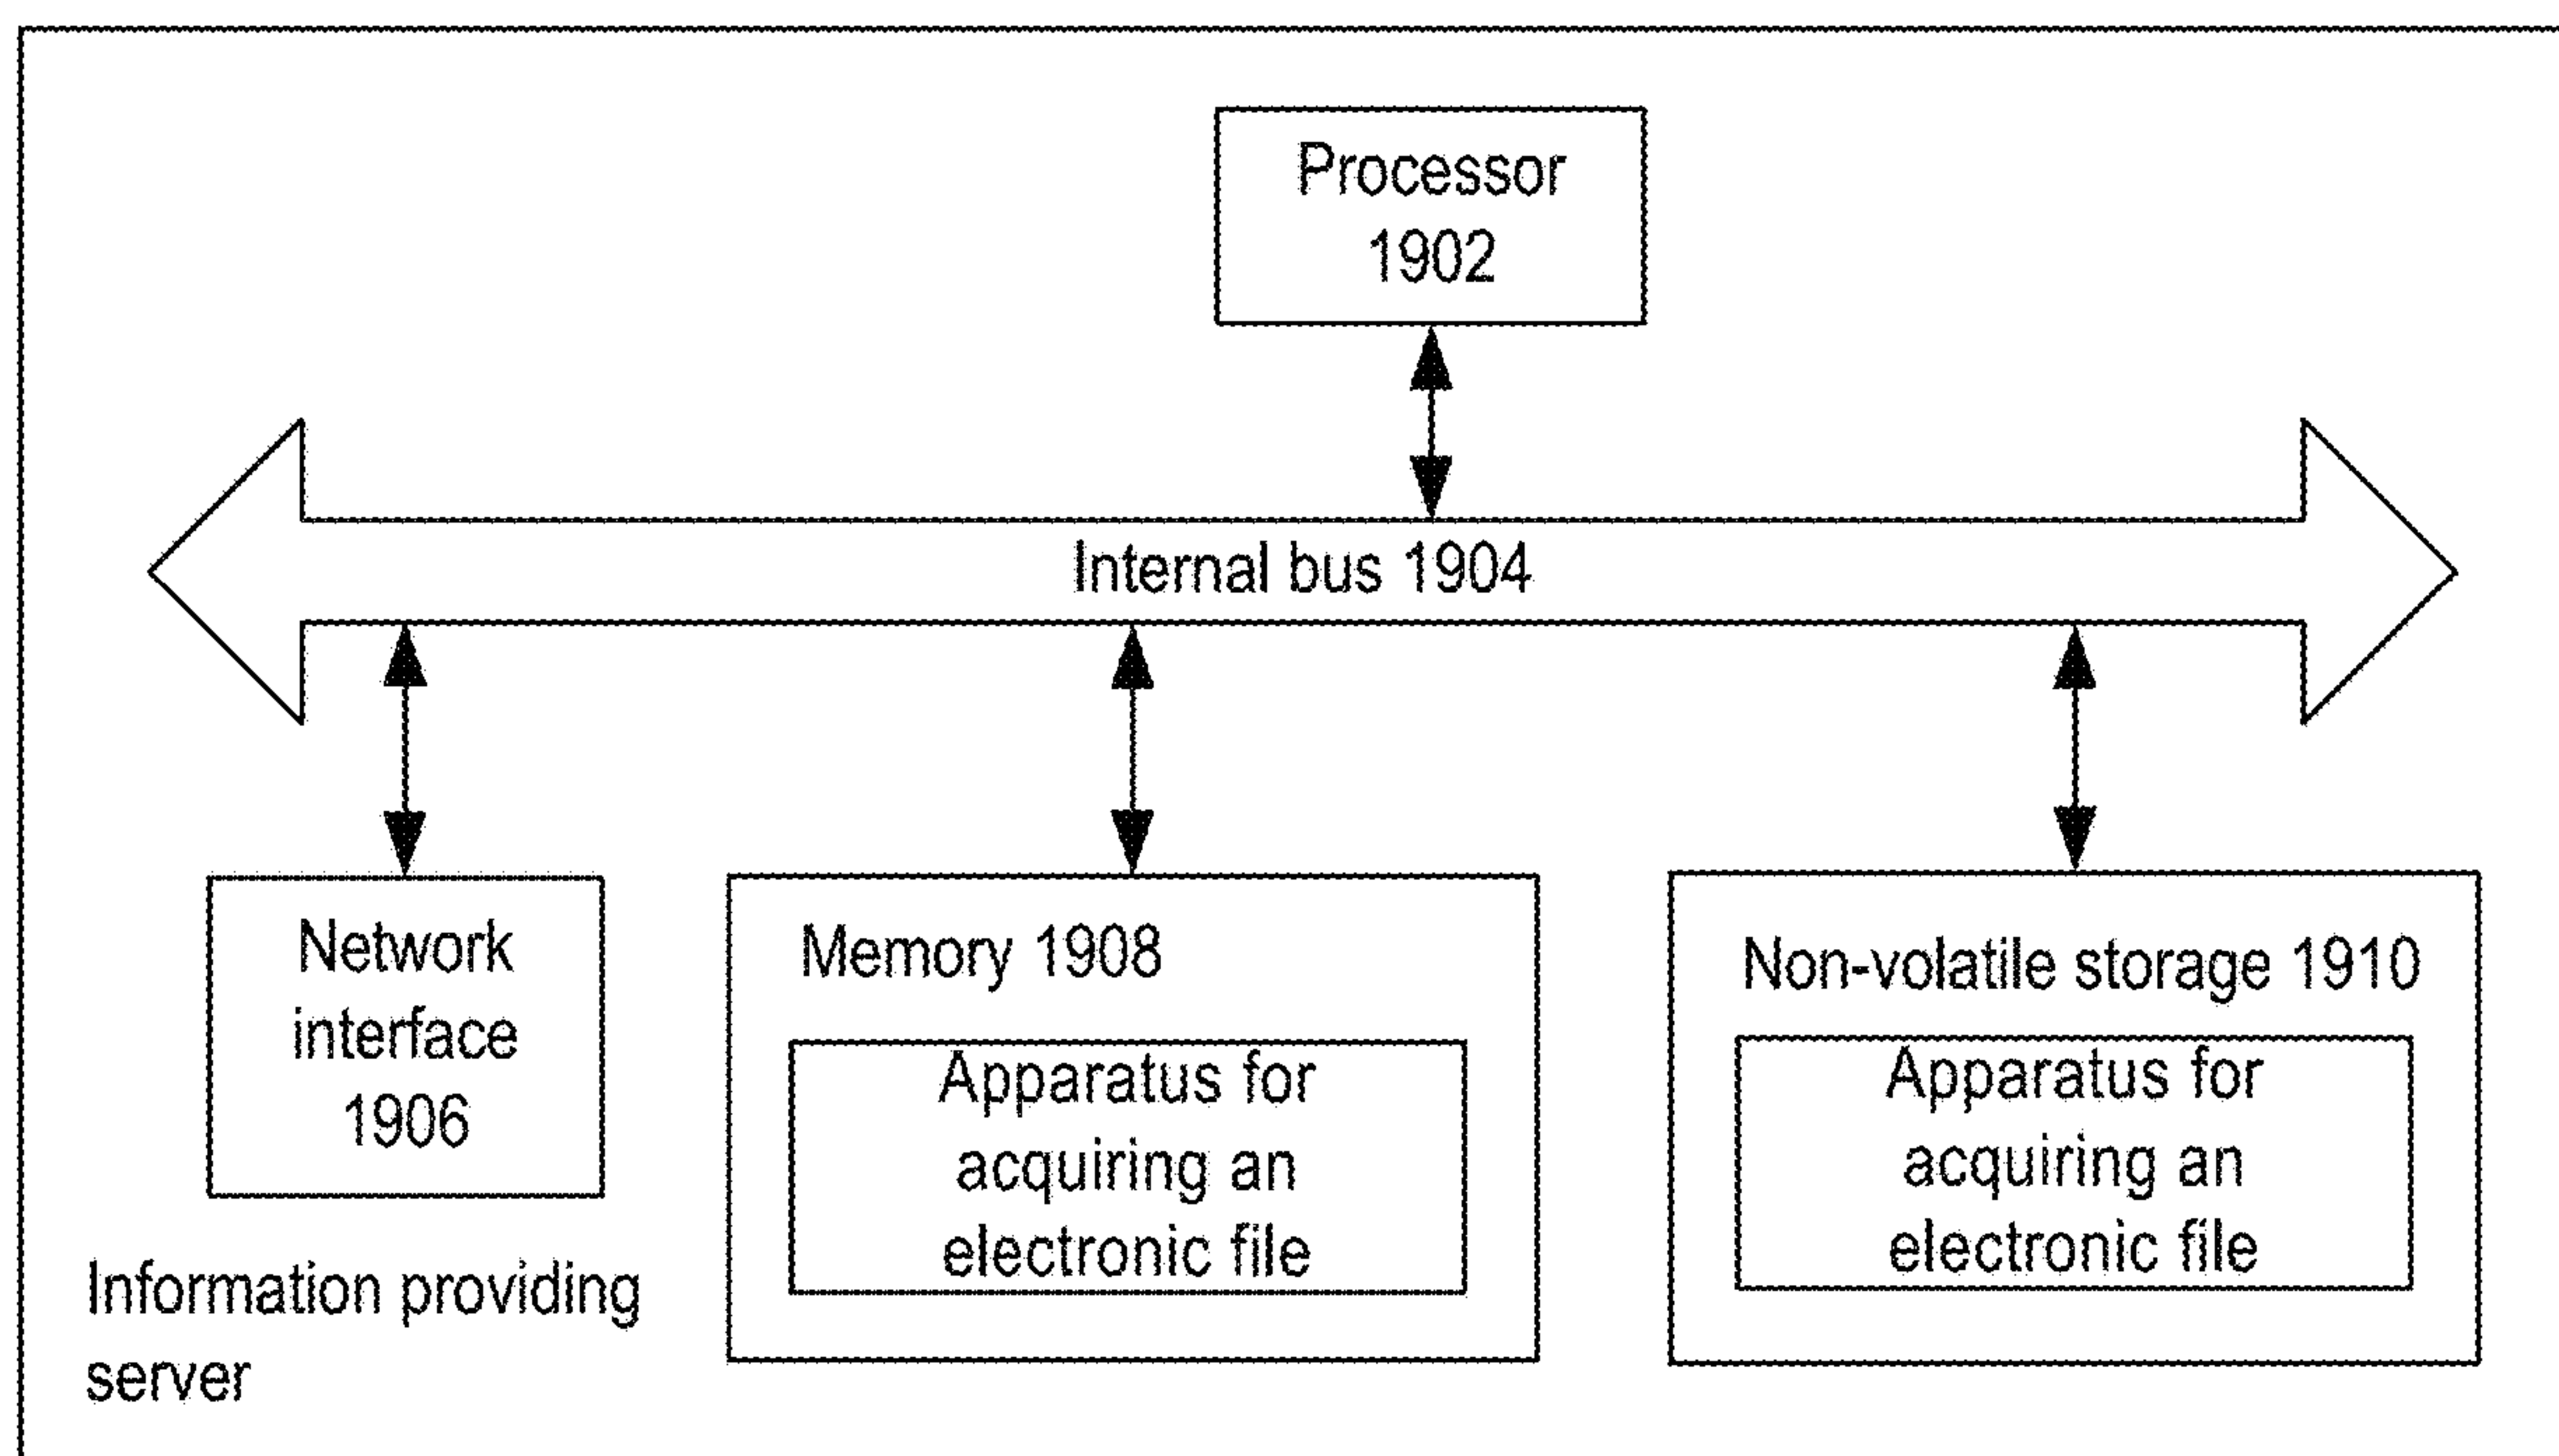 Processor
1902
Internal bus 1904
Network
interface
1906
Memory 1908
Apparatus for
acquiring an
electronic file
Non-volatile storage 1910
Apparatus for
acquiring an
electronic file
Information providing
server